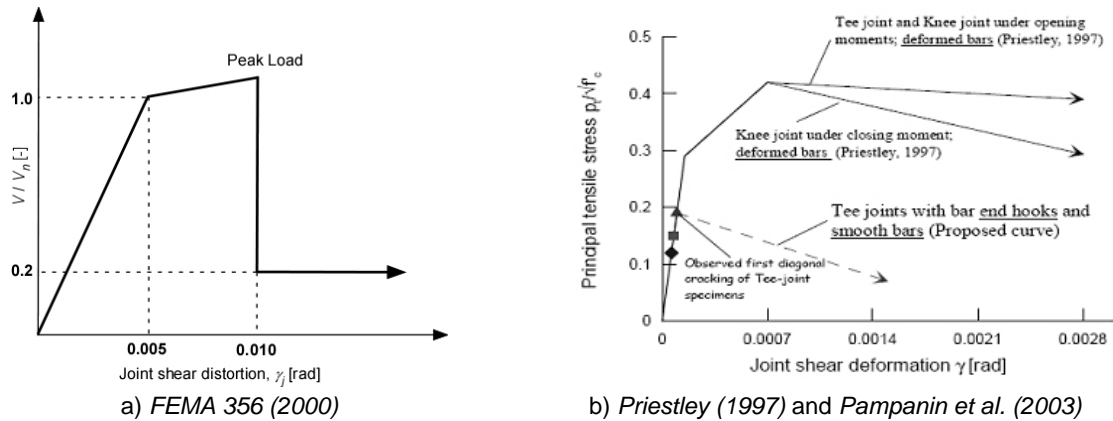 Peak Load
1.0
0.2
V / Vn [-]
0.005
0.010
Joint shear distortion, γj [rad]
a) FEMA 356 (2000)
Tee joint and Knee joint under opening
moments; deformed bars (Priestley, 1997)
0.5
0.4
0.3
0.2
0.1
0
Principal tensile stress pt/√f'c
Knee joint under closing moment;
deformed bars (Priestley, 1997)
Tee joints with bar end hooks and
smooth bars (Proposed curve)
Observed first diagonal
cracking of Tee-joint
specimens
0
0.0007
0.0014
0.0021
0.0028
Joint shear deformation γ [rad]
b) Priestley (1997) and Pampanin et al. (2003)